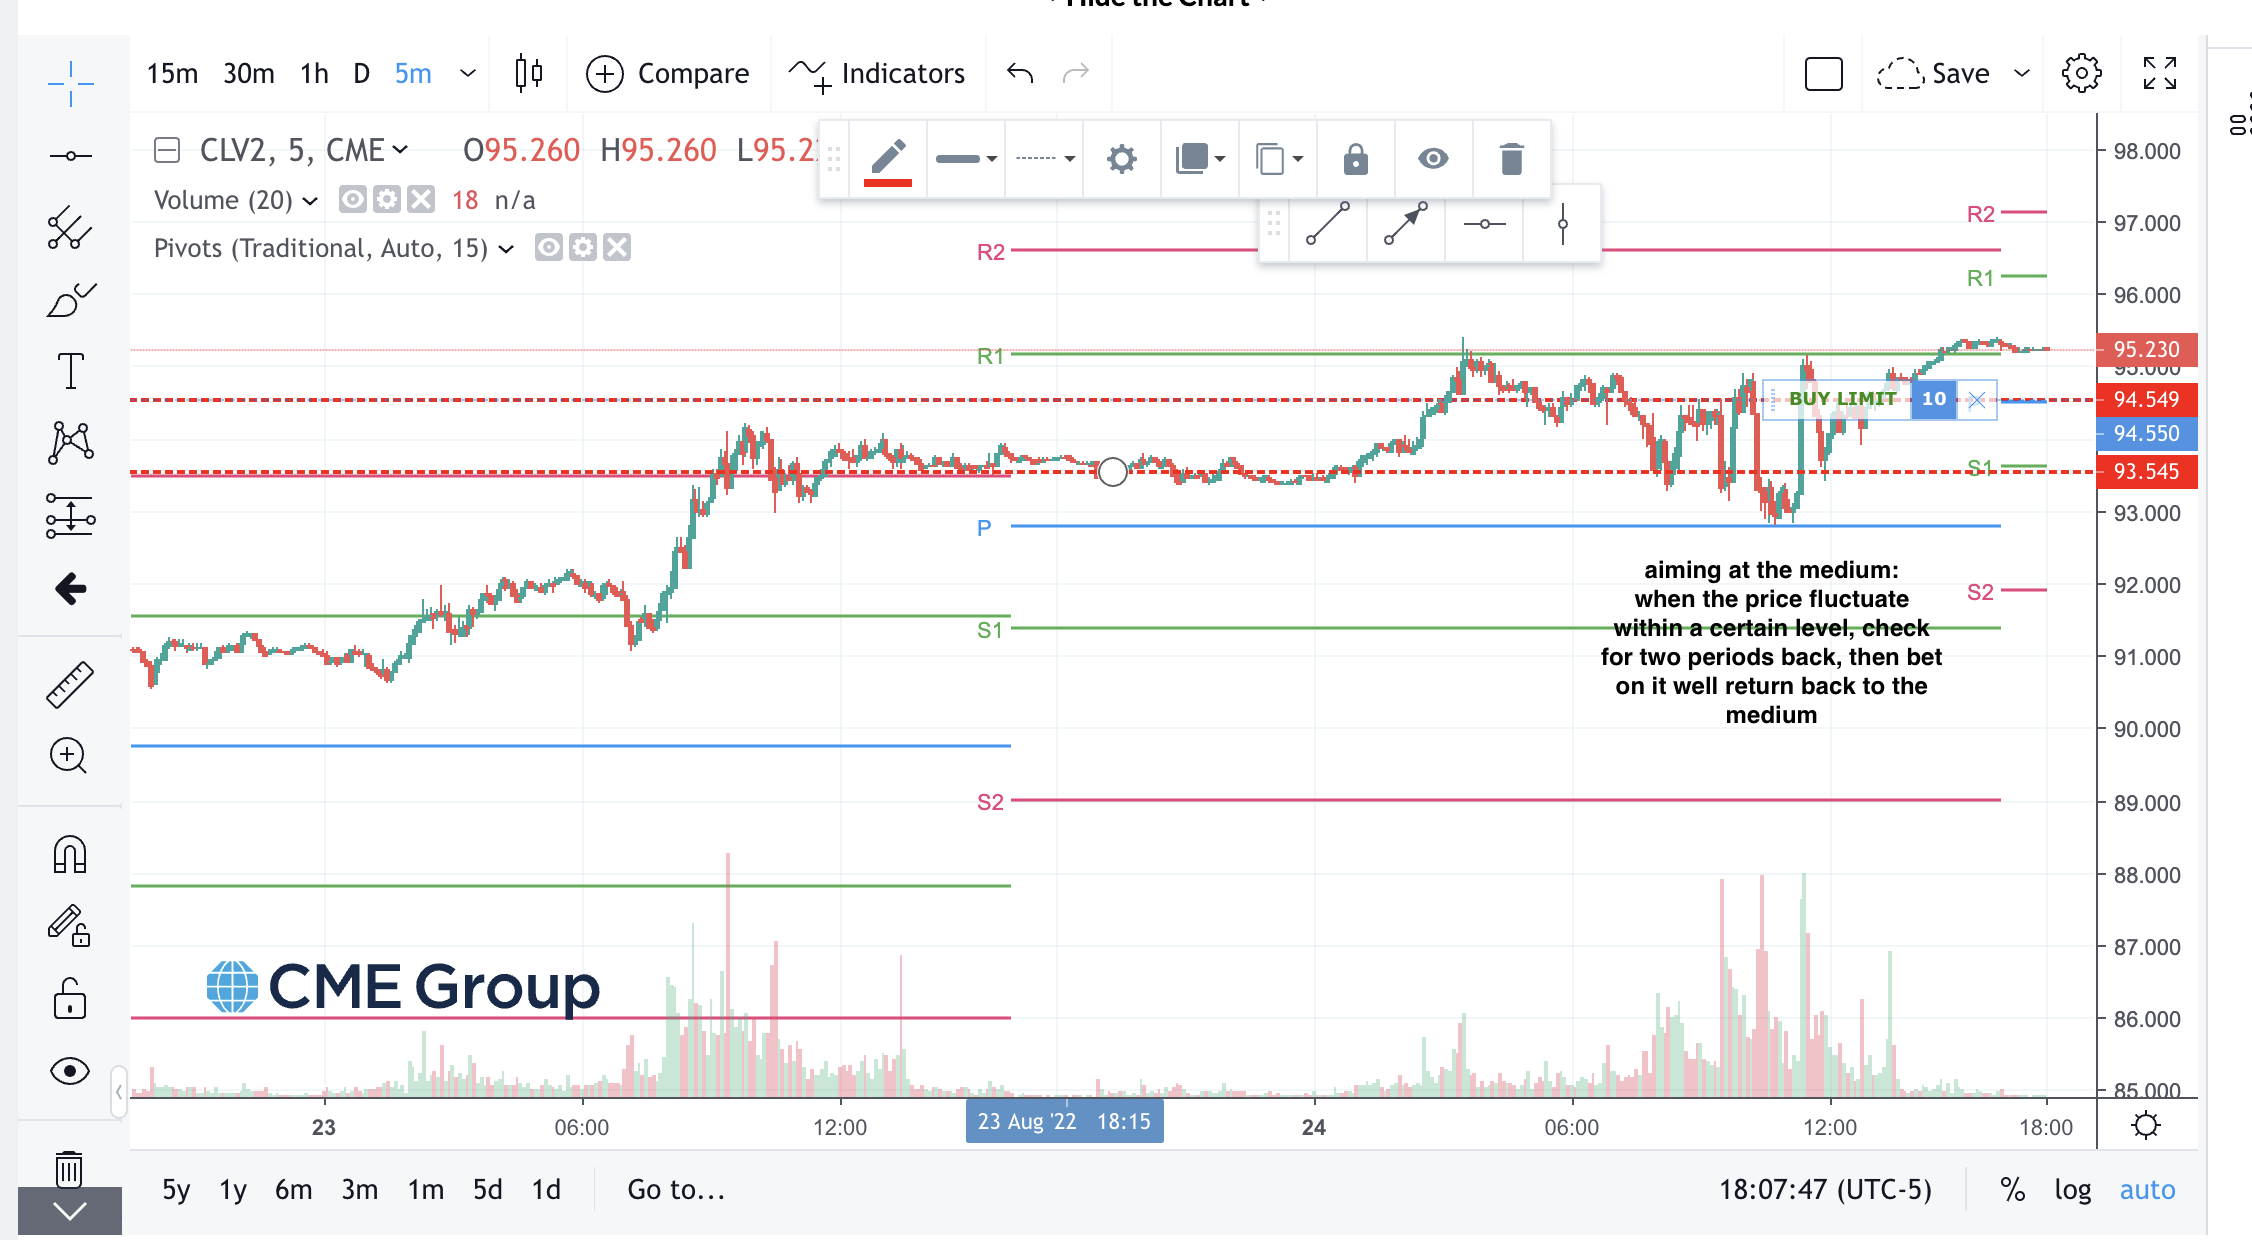 15m 30m 1h D 5m Compare Indicators Save
CLV2, 5, CME O95.260 H95.260 L95.2
Volume (20) 18 n/a
Pivots (Traditional, Auto, 15)
98.000
R2
97.000
R2
R1
96.000
R1
95.230
95.000
BUY LIMIT 10
94.549
94.550
S1
93.545
P
93.000
aiming at the medium:
when the price fluctuate
within a certain level, check
for two periods back, then bet
on it well return back to the
medium
S2
92.000
S1
91.000
90.000
S2
89.000
88.000
87.000
CME Group
86.000
85.000
23 06:00 12:00 23 Aug '22 18:15 24 06:00 12:00 18:00
5y 1y 6m 3m 1m 5d 1d Go to... 18:07:47 (UTC-5) % log auto